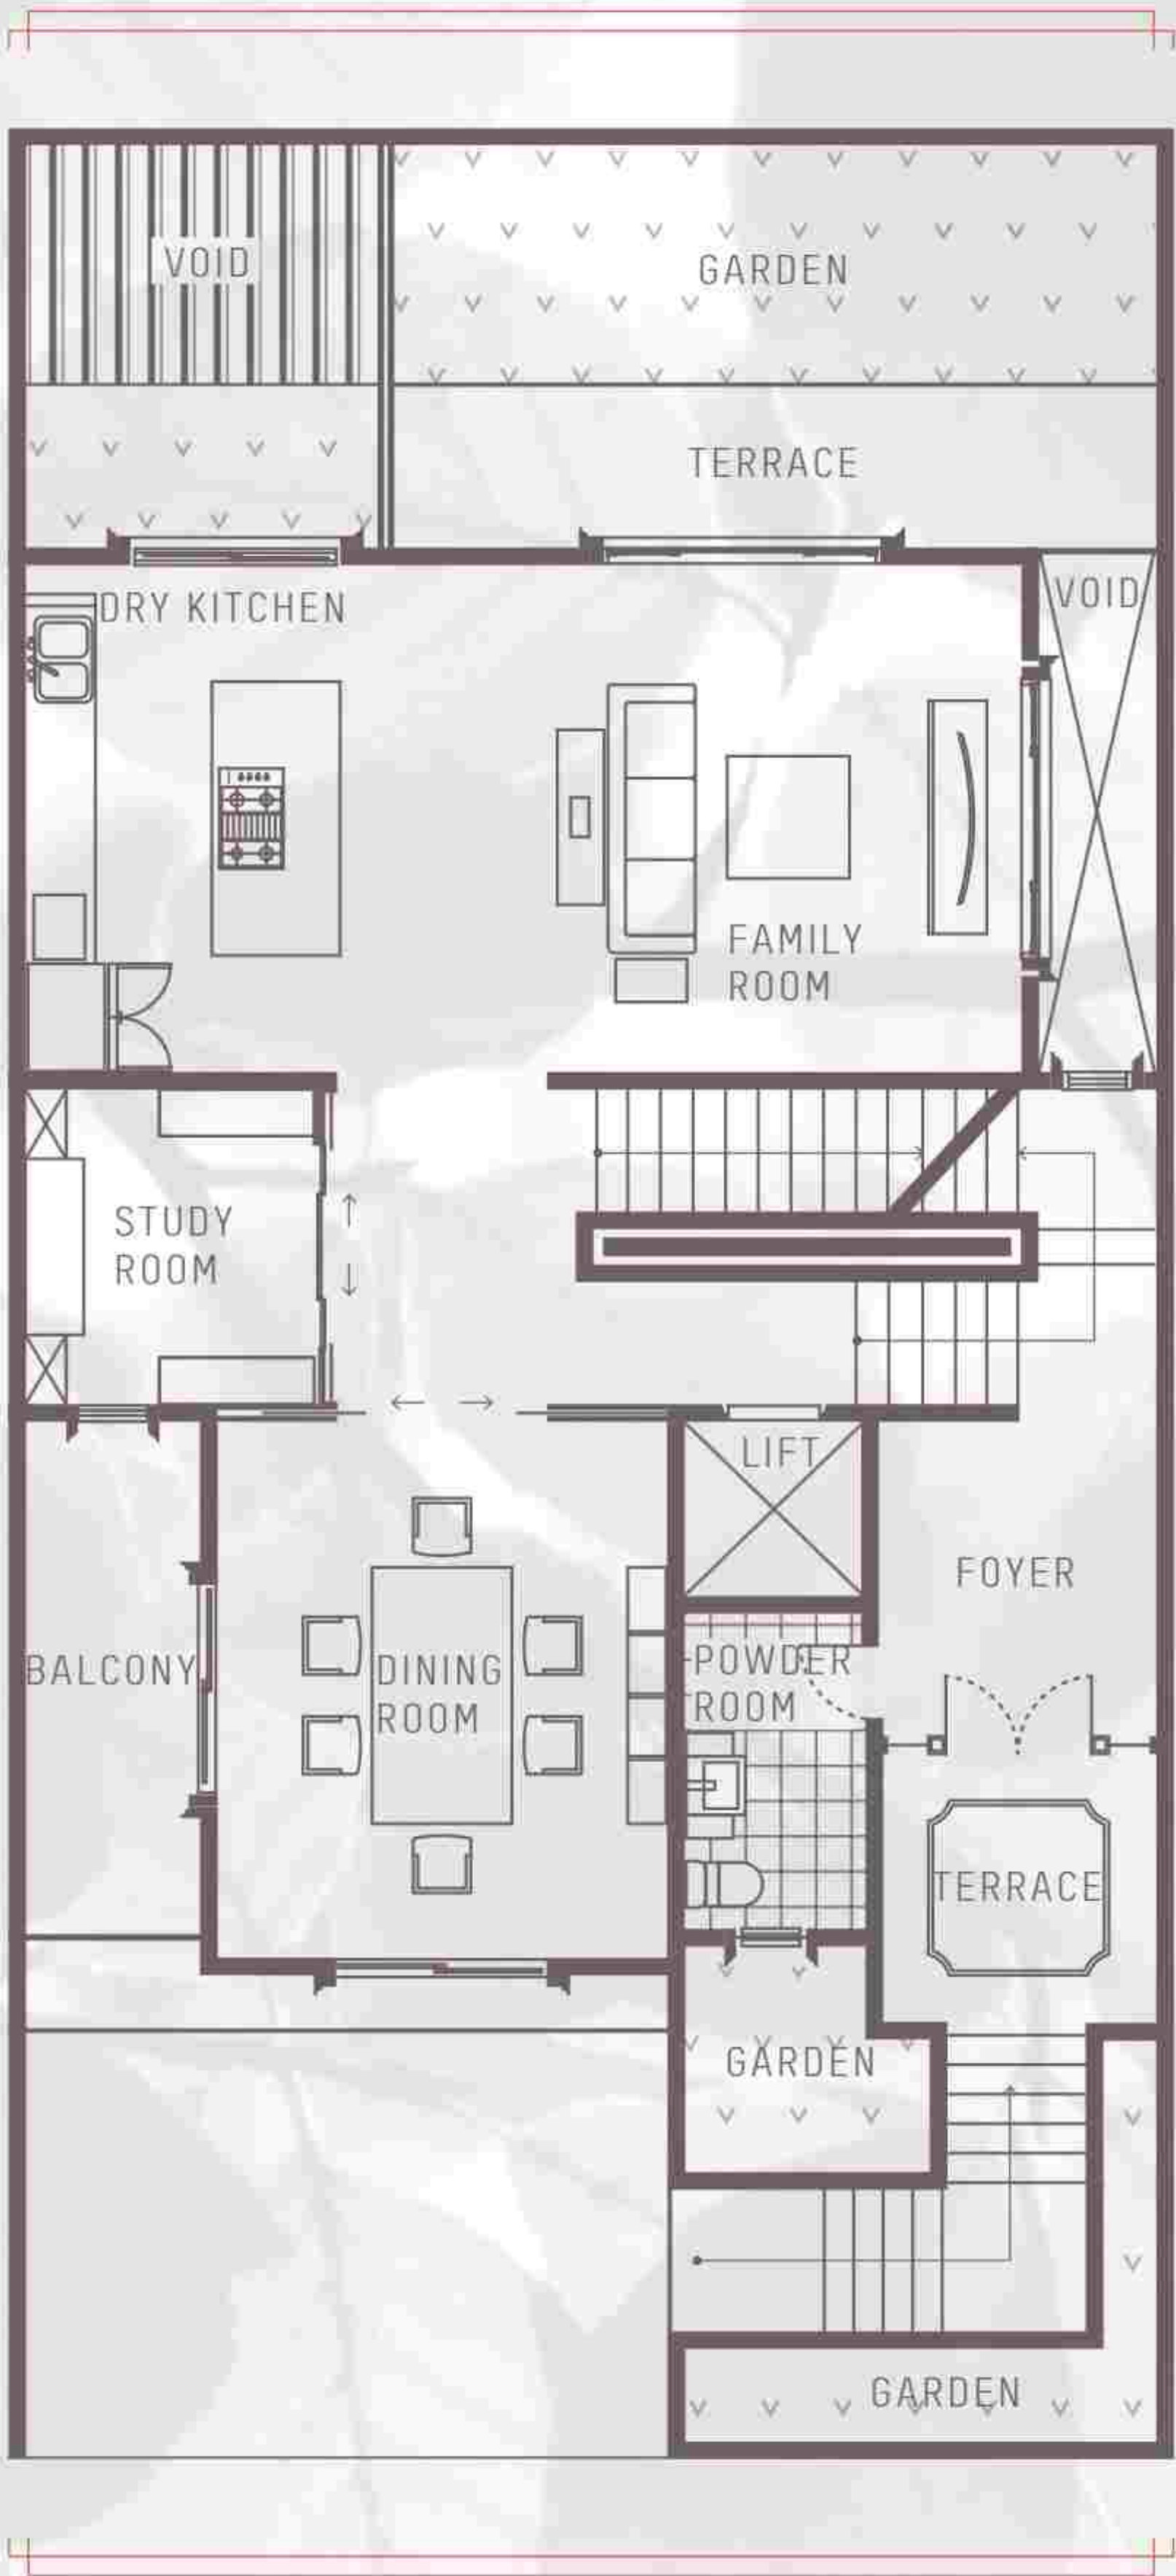 VOID
GARDEN
TERRACE
DRY KITCHEN
VOID
FAMILY
ROOM
STUDY
ROOM
LIFT
FOYER
BALCONY
DINING
ROOM
POWDER
ROOM
TERRACE
GARDEN
GARDEN